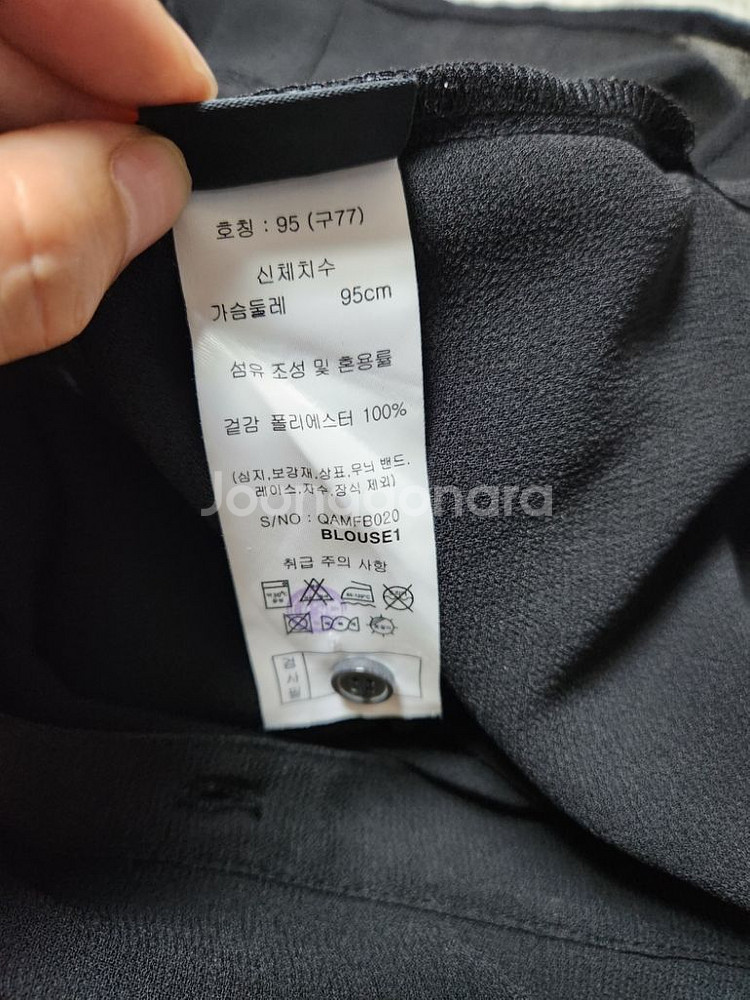 호칭 : 95 (구77)
신체치수
가슴둘레 95cm
섬유 조성 및 혼용률
겉감 폴리에스터 100%
(심지,보강재,상표,무늬 밴드,
레이스,자수,장식 제외)
Joonggonara
S/NO : QAMFB020
BLOUSE1
취급 주의 사항
검사필